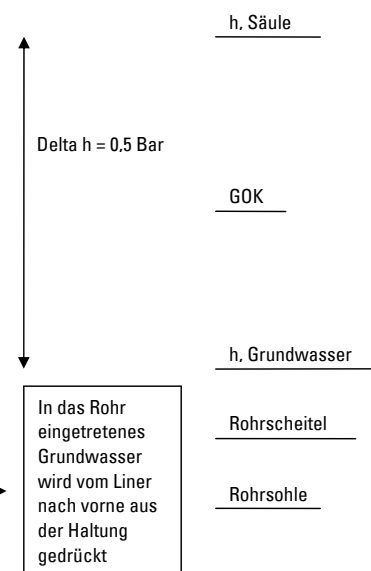 h, Säule
Delta h = 0,5 Bar
GOK
h, Grundwasser
In das Rohr
eingetretenes
Grundwasser
wird vom Liner
nach vorne aus
der Haltung
gedrückt
Rohrscheitel
Rohrsohle